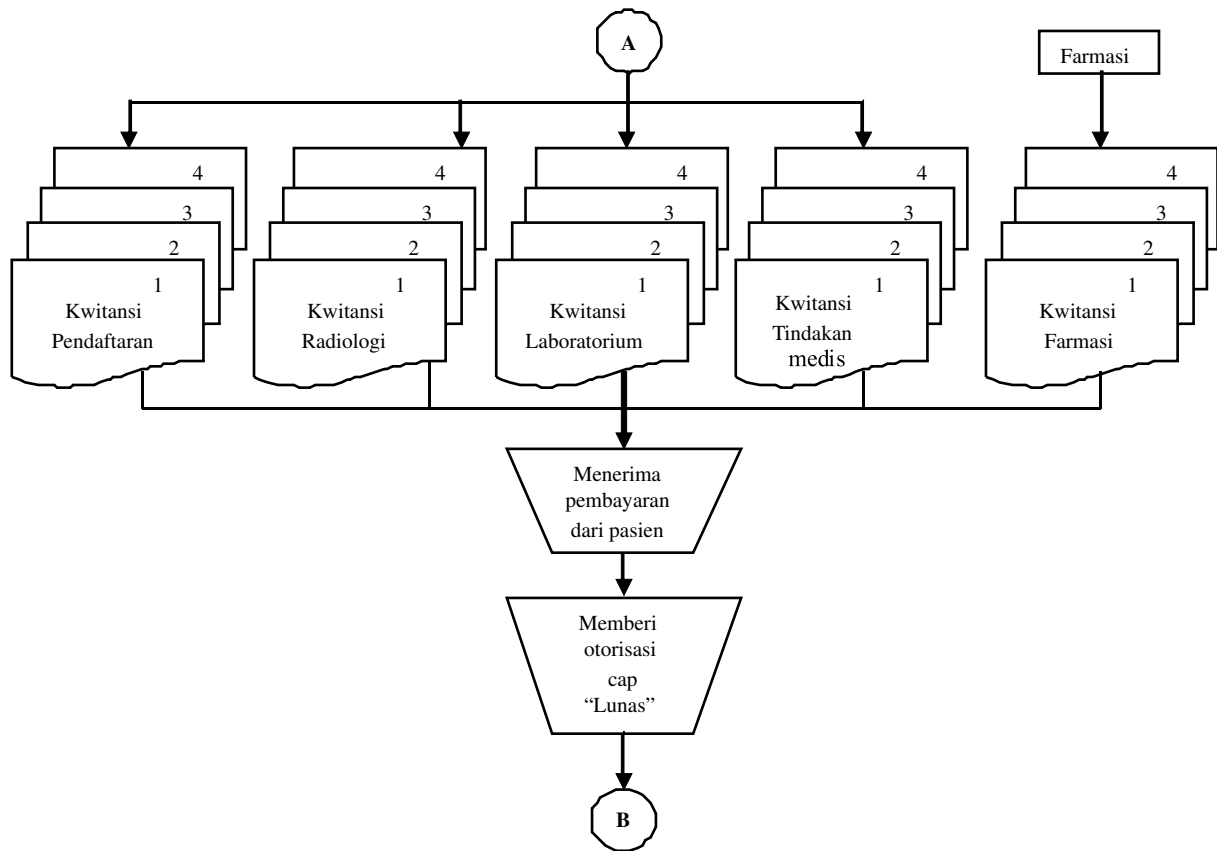 A
Farmasi
4
3
2
1
Kwitansi
Pendaftaran
4
3
2
1
Kwitansi
Radiologi
4
3
2
1
Kwitansi
Laboratorium
4
3
2
1
Kwitansi
Tindakan
medis
4
3
2
1
Kwitansi
Farmasi
Menerima
pembayaran
dari pasien
Memberi
otorisasi
cap
“Lunas”
B